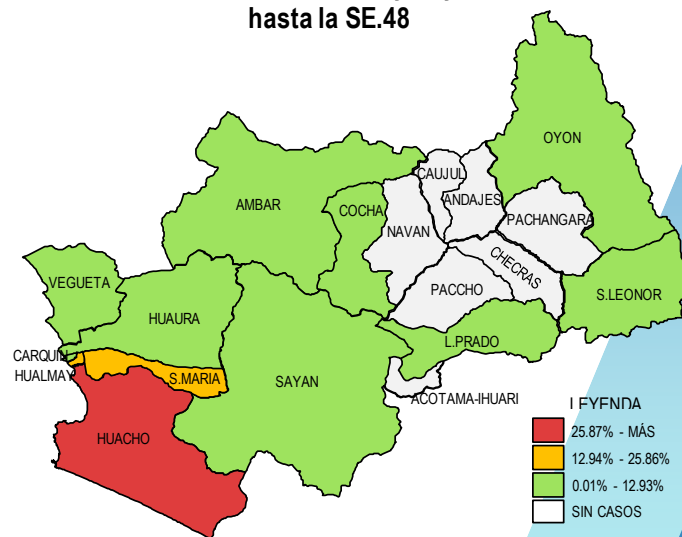 hasta la SE.48
OYON
CAUJUL
AMBAR
COCHA
ANDAJES
PACHANGARA
NAVAN
CHECRAS
VEGUETA
PACCHO
S.LEONOR
HUAURA
L.PRADO
CARQUIN
HUALMAY
S.MARIA
SAYAN
ACOTAMA-IHUARI
HUACHO
LEYENDA
25.87% - MÁS
12.94% - 25.86%
0.01% - 12.93%
SIN CASOS